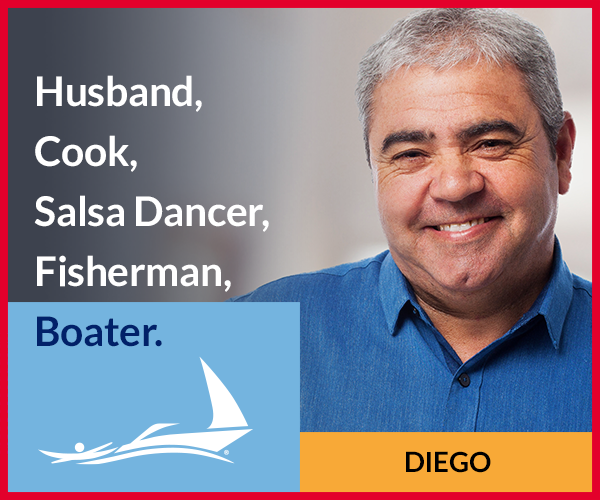 Husband,
Cook,
Salsa Dancer,
Fisherman,
Boater.
®
DIEGO